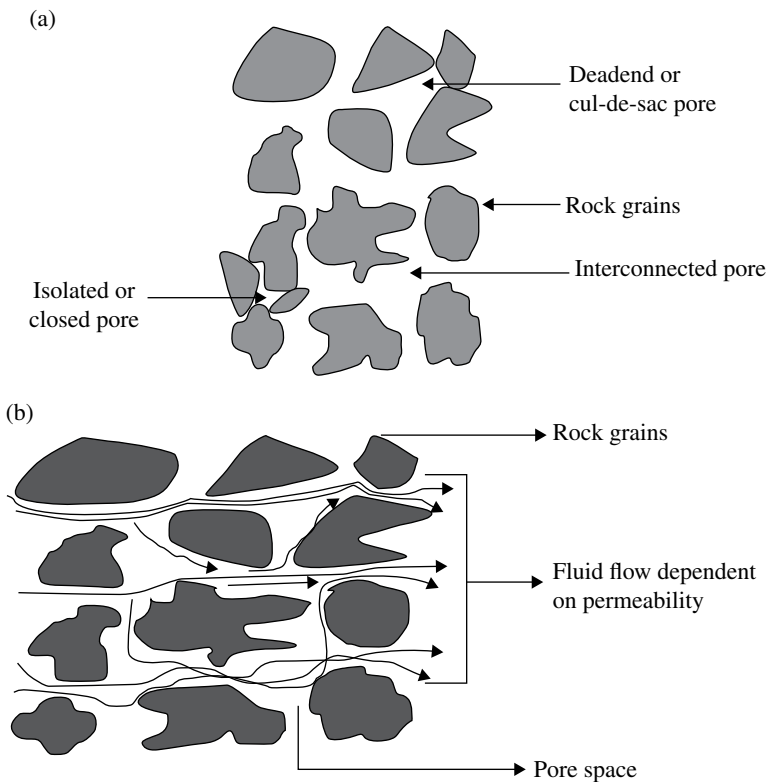 (a)
Deadend or
cul-de-sac pore
Rock grains
Interconnected pore
Isolated or
closed pore
(b)
Rock grains
Fluid flow dependent
on permeability
Pore space